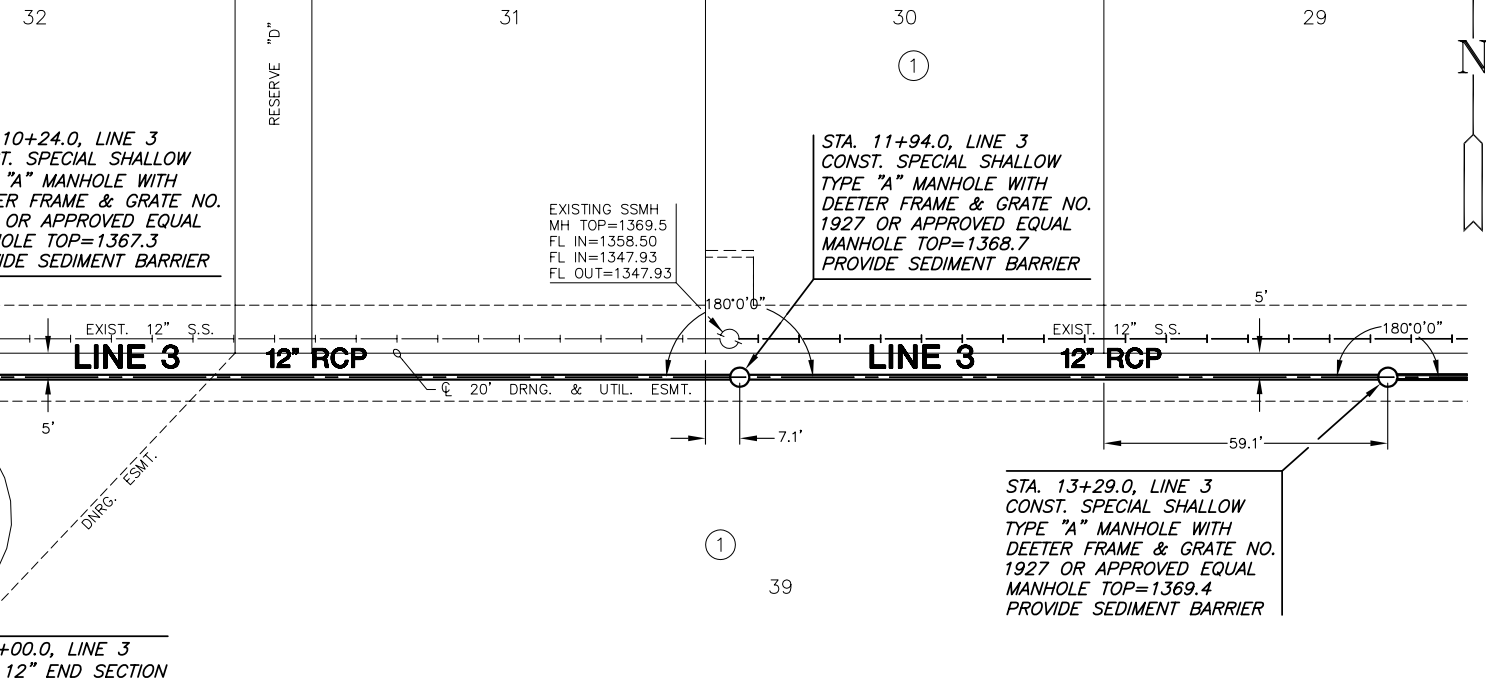 32
31
30
29
RESERVE "D"
1
N
10+24.0, LINE 3
T. SPECIAL SHALLOW
"A" MANHOLE WITH
ER FRAME & GRATE NO.
OR APPROVED EQUAL
HOLE TOP=1367.3
IDE SEDIMENT BARRIER
EXISTING SSMH
MH TOP=1369.5
FL IN=1358.50
FL IN=1347.93
FL OUT=1347.93
STA. 11+94.0, LINE 3
CONST. SPECIAL SHALLOW
TYPE "A" MANHOLE WITH
DEETER FRAME & GRATE NO.
1927 OR APPROVED EQUAL
MANHOLE TOP=1368.7
PROVIDE SEDIMENT BARRIER
180°0'0"
5'
EXIST. 12" S.S.
EXIST. 12" S.S.
180°0'0"
LINE 3
12" RCP
LINE 3
12" RCP
℄ 20' DRNG. & UTIL. ESMT.
5'
7.1'
59.1'
DNRG. ESMT.
STA. 13+29.0, LINE 3
CONST. SPECIAL SHALLOW
TYPE "A" MANHOLE WITH
DEETER FRAME & GRATE NO.
1927 OR APPROVED EQUAL
MANHOLE TOP=1369.4
PROVIDE SEDIMENT BARRIER
1
39
+00.0, LINE 3
12" END SECTION